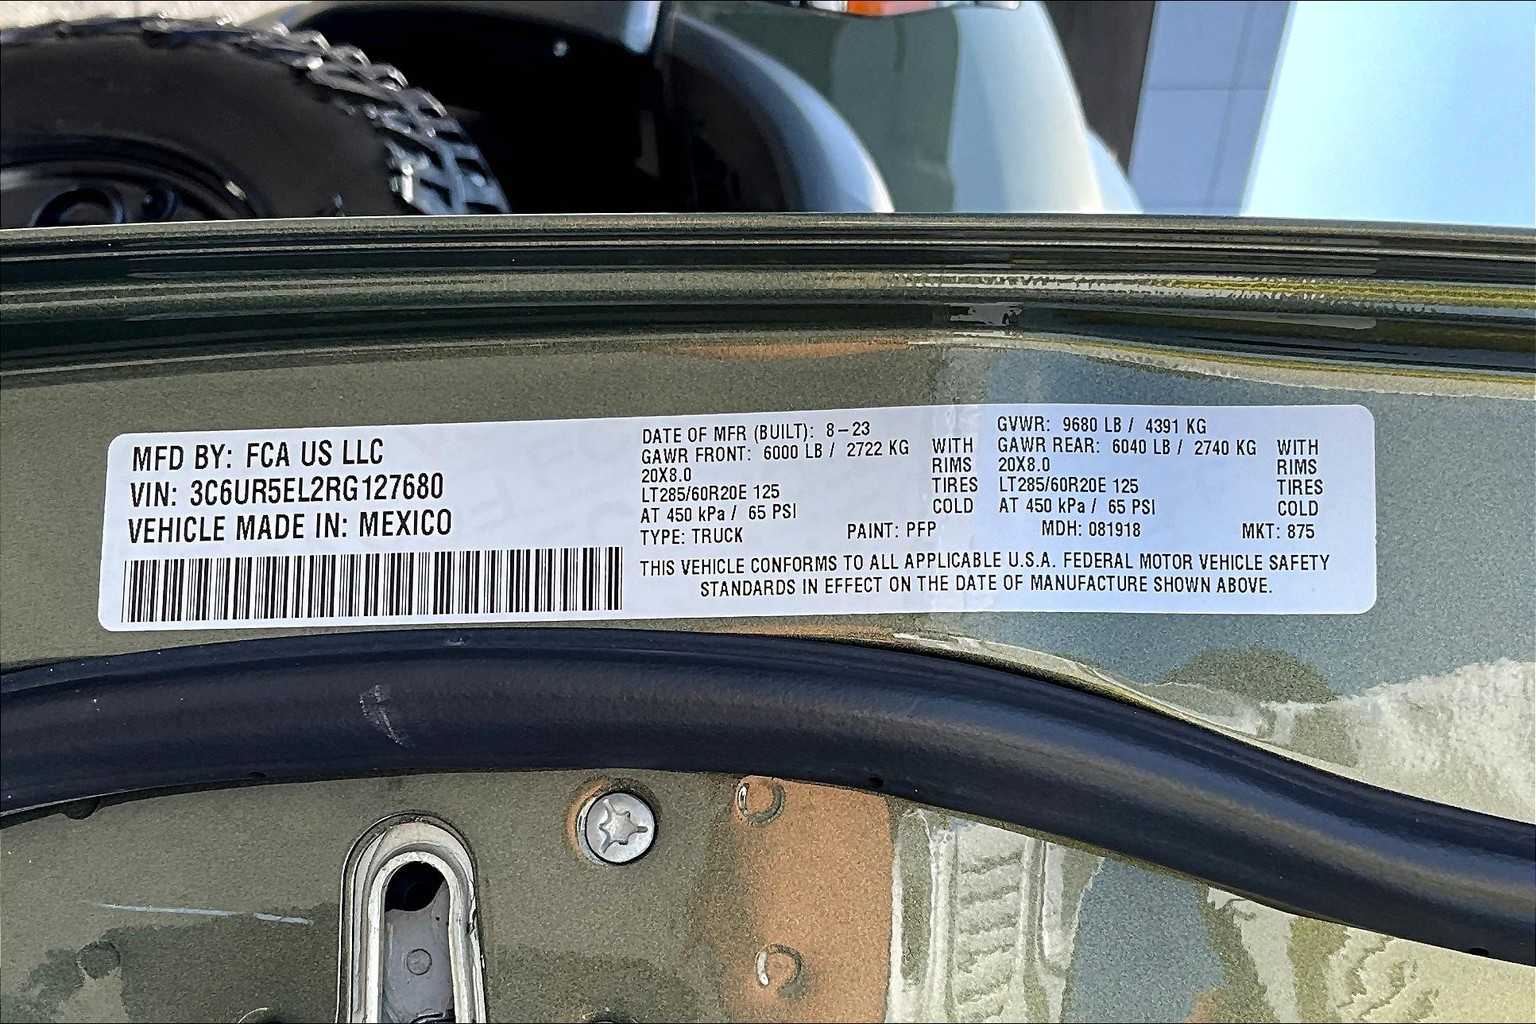 MFD BY: FCA US LLC
VIN: 3C6UR5EL2RG127680
VEHICLE MADE IN: MEXICO
DATE OF MFR (BUILT): 8-23
GAWR FRONT: 6000 LB / 2722 KG WITH
20X8.0 RIMS
LT285/60R20E 125 TIRES
AT 450 kPa / 65 PSI COLD
GVWR: 9680 LB / 4391 KG
GAWR REAR: 6040 LB / 2740 KG WITH
20X8.0 RIMS
LT285/60R20E 125 TIRES
AT 450 kPa / 65 PSI COLD
TYPE: TRUCK PAINT: PFP MDH: 081918 MKT: 875
THIS VEHICLE CONFORMS TO ALL APPLICABLE U.S.A. FEDERAL MOTOR VEHICLE SAFETY
STANDARDS IN EFFECT ON THE DATE OF MANUFACTURE SHOWN ABOVE.